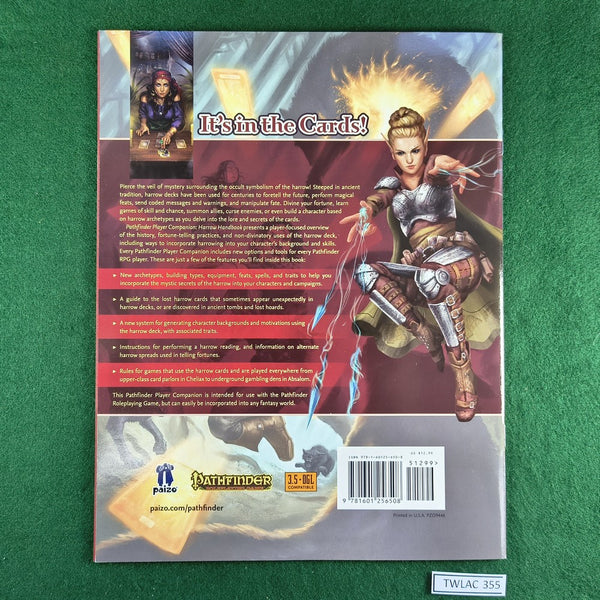 It's in the Cards!
Pierce the veil of mystery surrounding the occult symbolism of the harrow! Steeped in ancient
tradition, harrow decks have been used for centuries to foretell the future, perform magical
feats, send coded messages and warnings, and manipulate fate. Divine your fortune, learn
games of skill and chance, summon allies, curse enemies, or even build a character based
on harrow archetypes as you delve into the lore and secrets of the cards.
Pathfinder Player Companion: Harrow Handbook presents a player-focused overview
of the history, fortune-telling practices, and non-divinatory uses of the harrow deck,
including ways to incorporate harrowing into your character's background and skills.
Every Pathfinder Player Companion includes new options and tools for every Pathfinder
RPG player. These are just a few of the features you'll find inside this book:
New archetypes, building types, equipment, feats, spells, and traits to help you
incorporate the mystic secrets of the harrow into your characters and campaigns.
A guide to the lost harrow cards that sometimes appear unexpectedly in
harrow decks, or are discovered in ancient tombs and lost hoards.
A new system for generating character backgrounds and motivations using
the harrow deck, with associated traits.
Instructions for performing a harrow reading, and information on alternate
harrow spreads used in telling fortunes.
Rules for games that use the harrow cards and are played everywhere from
upper-class card parlors in Cheliax to underground gambling dens in Absalom.
This Pathfinder Player Companion is intended for use with the Pathfinder
Roleplaying Game, but can easily be incorporated into any fantasy world.
paizo
PATHFINDER
3.5 OGL
COMPATIBLE
paizo.com/pathfinder
ISBN 978-1-60125-650-8
51299>
9 781601 256508
Printed in U.S.A. PZO9446
TWLAC 355